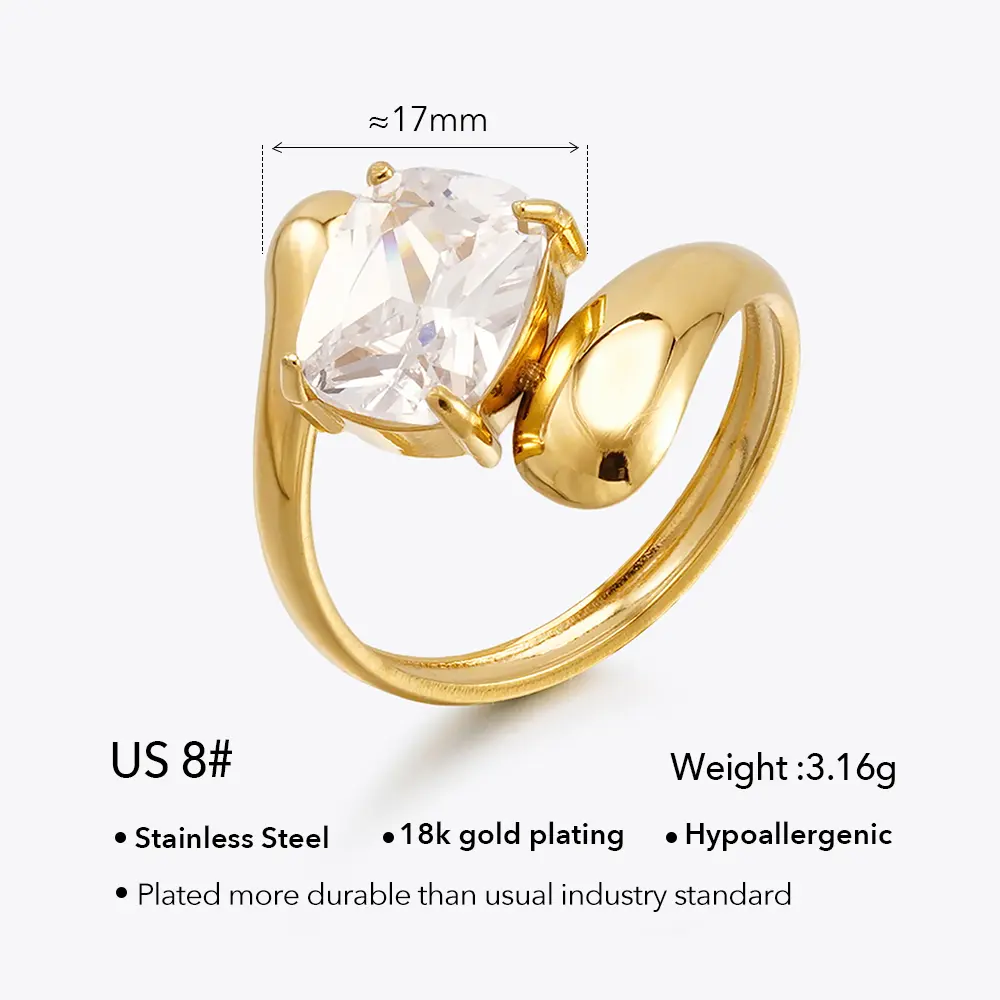 ≈17mm
US 8#
Weight :3.16g
• Stainless Steel
• 18k gold plating
• Hypoallergenic
• Plated more durable than usual industry standard